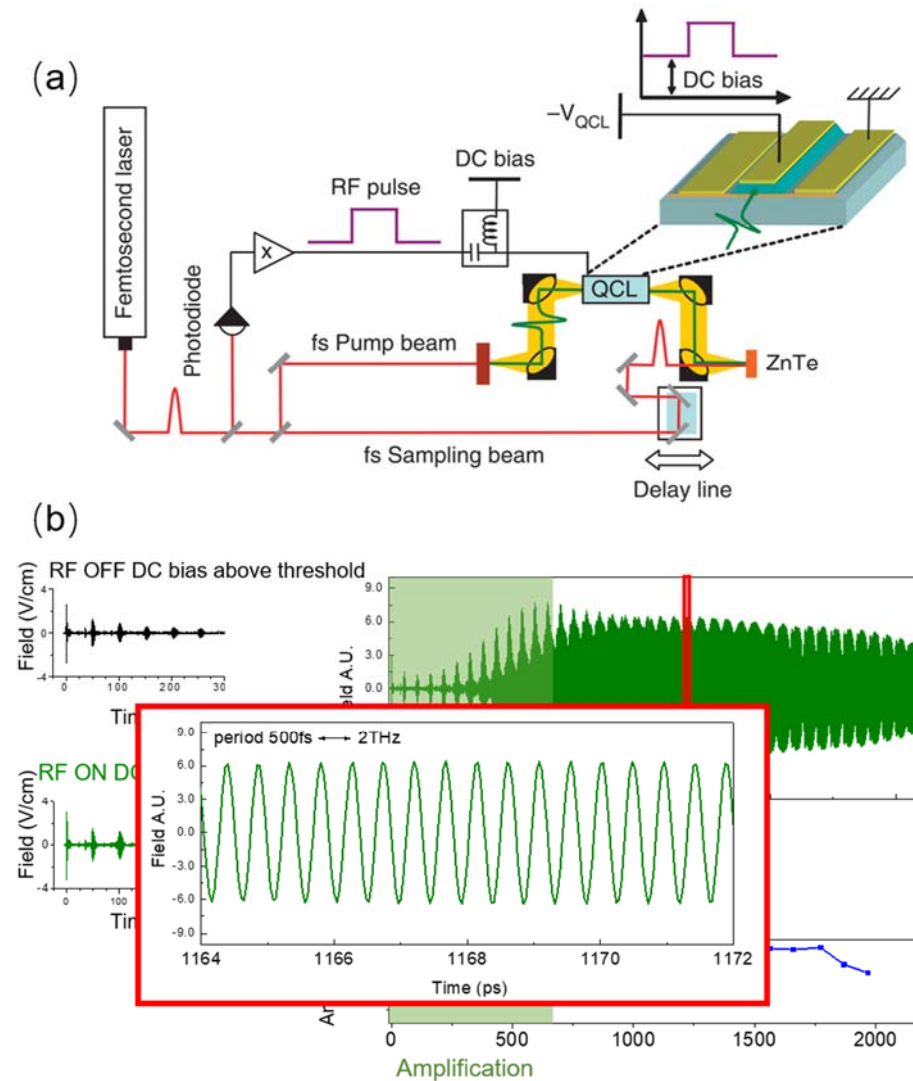 (a)
DC bias
−V_QCL
DC bias
RF pulse
x
Femtosecond laser
Photodiode
QCL
fs Pump beam
ZnTe
fs Sampling beam
Delay line
(b)
RF OFF DC bias above threshold
Field (V/cm)
4
0
-4
0 100 200 30
9.0
6.0
3.0
0.0
A.U.
RF ON DC
Field (V/cm)
4
0
-4
0 100
period 500fs ↔ 2THz
Field A.U.
9.0
6.0
3.0
0.0
-3.0
-6.0
-9.0
1164 1166 1168 1170 1172
Time (ps)
0 500 1000 1500 2000
Amplification